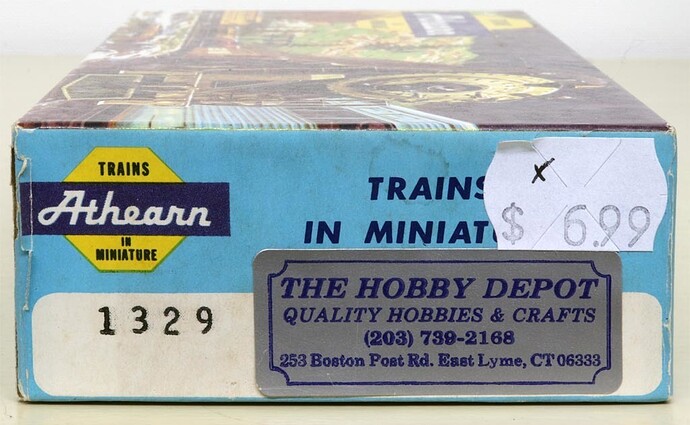 TRAINS
Athearn
IN
MINIATURE
TRAINS
IN MINIATU
x
$ 6.99
1329
THE HOBBY DEPOT
QUALITY HOBBIES & CRAFTS
(203) 739-2168
253 Boston Post Rd. East Lyme, CT 06333